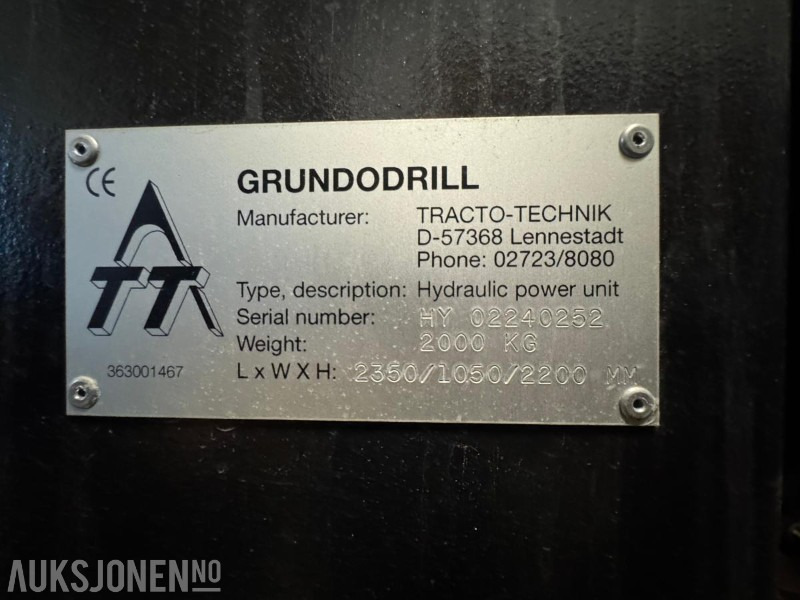 CE
GRUNDODRILL
Manufacturer: TRACTO-TECHNIK
D-57368 Lennestadt
Phone: 02723/8080
Type, description: Hydraulic power unit
Serial number: HY 02240252
Weight: 2000 KG
L x W X H: 2350/1050/2200 MM
TT
363001467
AUKSJONEN.NO